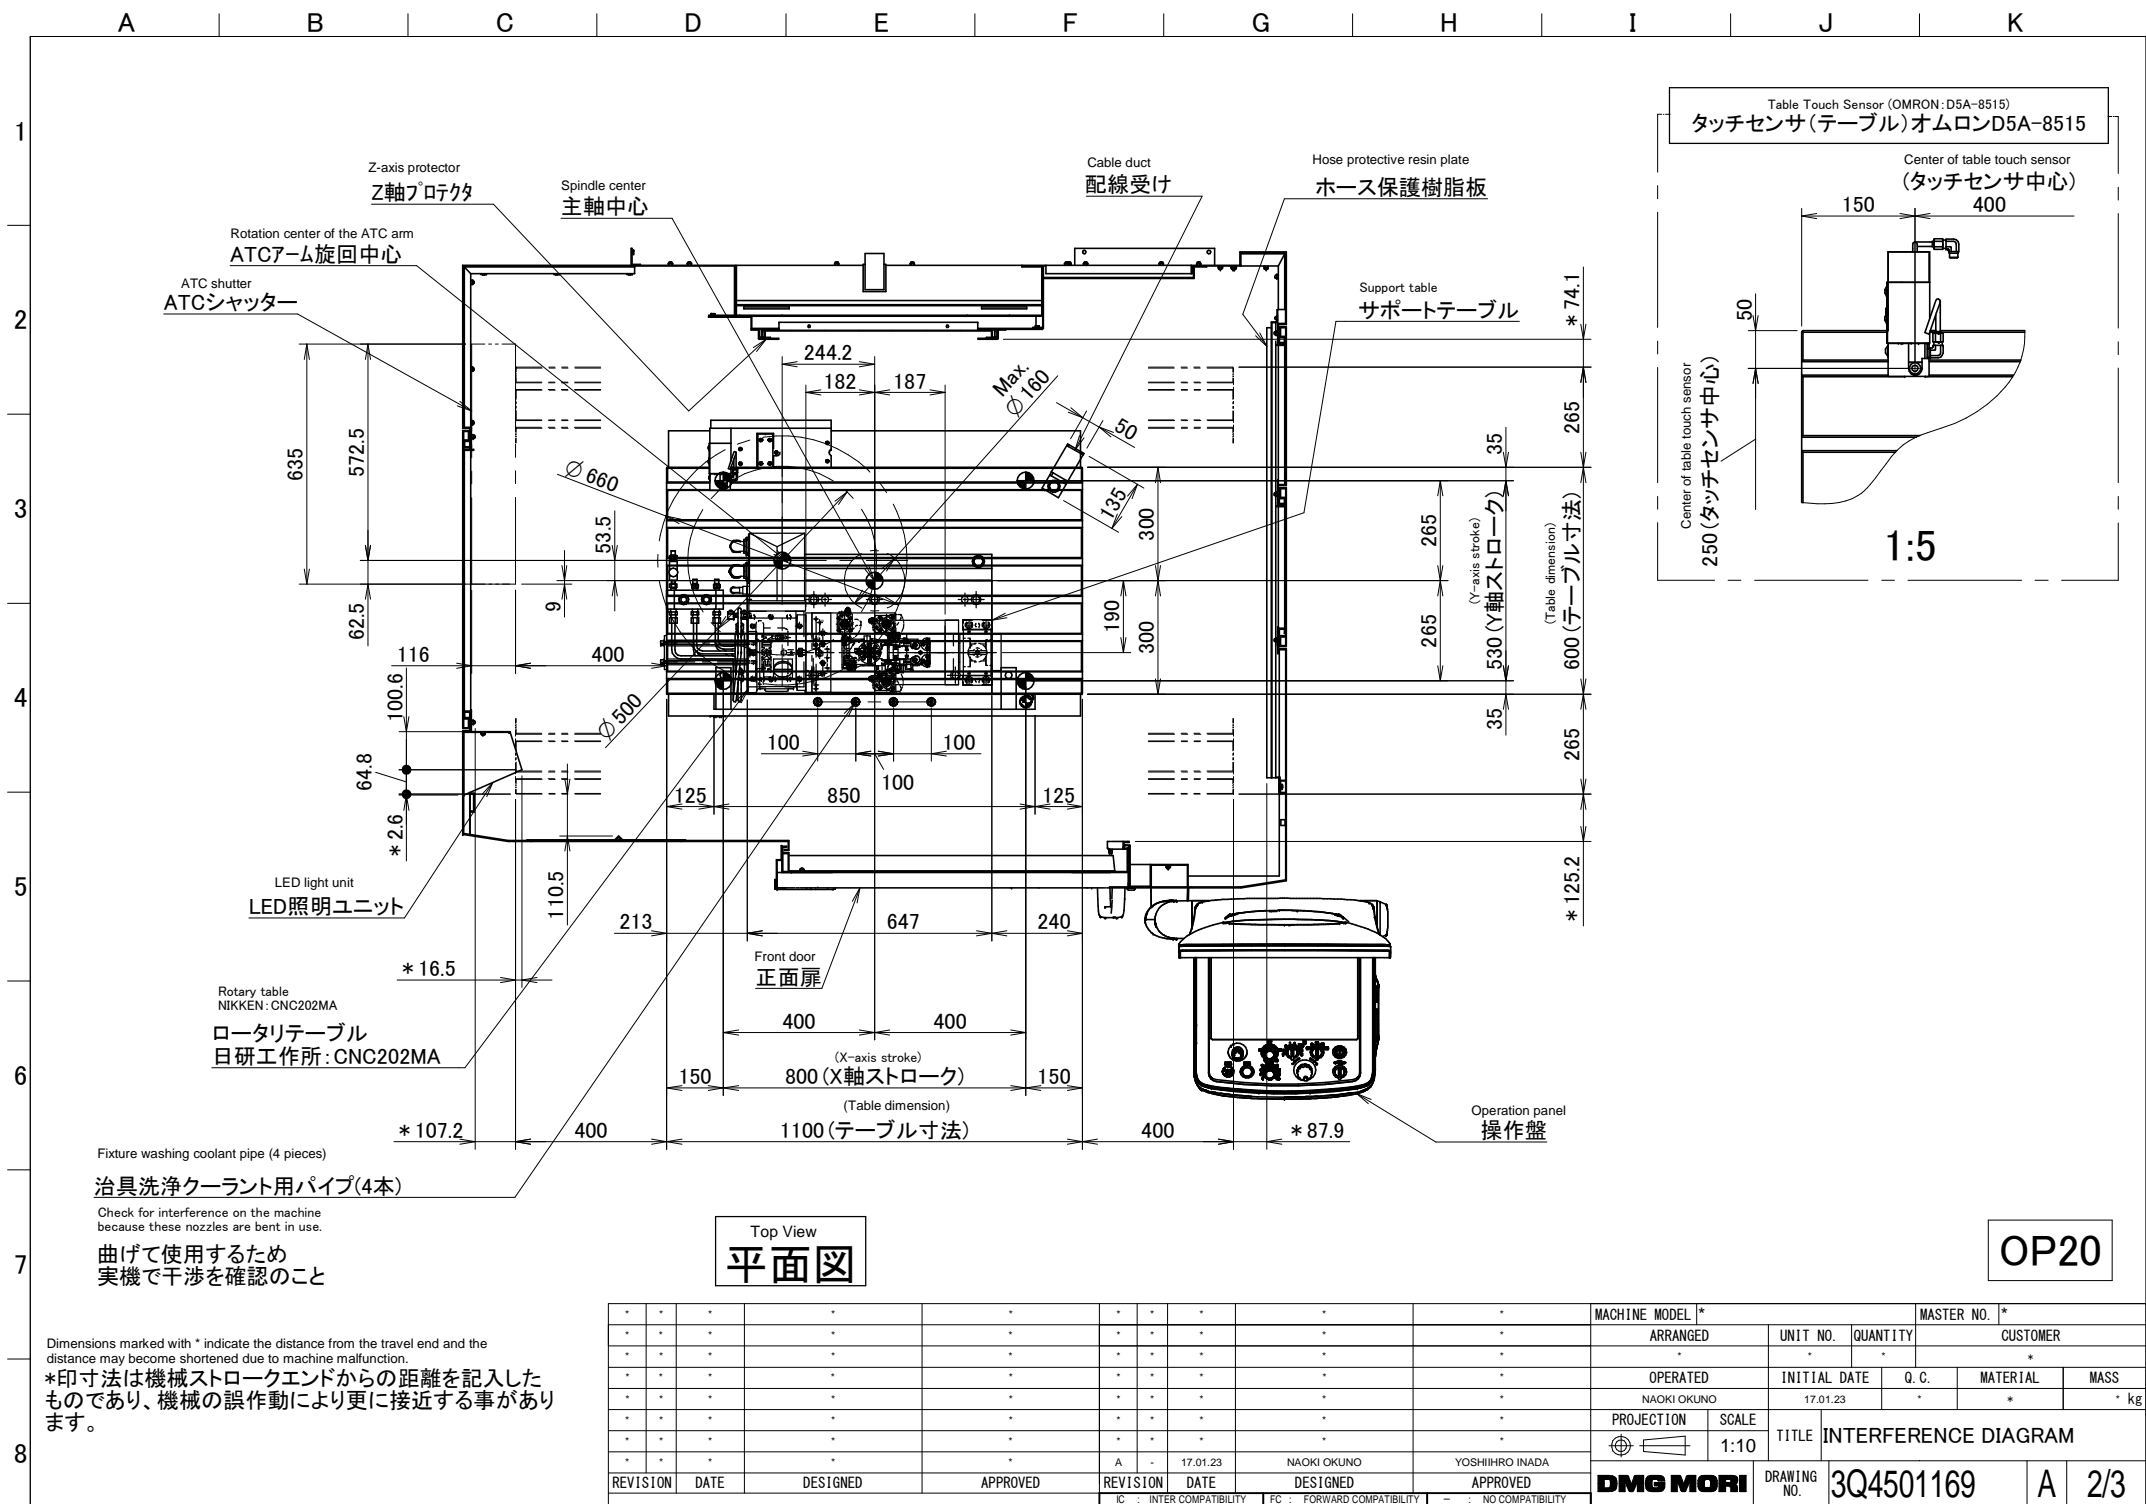 A B C D E F G H I J K
1
2
3
4
5
6
7
8
Table Touch Sensor (OMRON:D5A-8515)
タッチセンサ(テーブル)オムロンD5A-8515
Center of table touch sensor
(タッチセンサ中心)
150
400
50
Center of table touch sensor
250(タッチセンサ中心)
1:5
Z-axis protector
Z軸プロテクタ
Spindle center
主軸中心
Cable duct
配線受け
Hose protective resin plate
ホース保護樹脂板
Rotation center of the ATC arm
ATCアーム旋回中心
ATC shutter
ATCシャッター
Support table
サポートテーブル
*74.1
244.2
182
187
Max.
∅160
50
135
265
35
635
572.5
∅660
53.5
300
265
530(Y軸ストローク)
(Y-axis stroke)
600(テーブル寸法)
(Table dimension)
62.5
9
190
300
265
116
400
100.6
∅500
35
265
64.8
100
100
100
125
850
125
*2.6
110.5
*125.2
LED light unit
LED照明ユニット
213
647
240
Front door
正面扉
*16.5
Rotary table
NIKKEN:CNC202MA
ロータリテーブル
日研工作所:CNC202MA
400
400
(X-axis stroke)
150
800(X軸ストローク)
150
(Table dimension)
*107.2
400
1100(テーブル寸法)
400
*87.9
Operation panel
操作盤
Fixture washing coolant pipe (4 pieces)
治具洗浄クーラント用パイプ(4本)
Check for interference on the machine
because these nozzles are bent in use.
曲げて使用するため
実機で干渉を確認のこと
Top View
平面図
OP20
Dimensions marked with * indicate the distance from the travel end and the
distance may become shortened due to machine malfunction.
*印寸法は機械ストロークエンドからの距離を記入した
ものであり、機械の誤作動により更に接近する事があり
ます。
* * * * * * * * * *
* * * * * * * * * *
* * * * * * * * * *
* * * * * * * * * *
* * * * * * * * * *
* * * * * * * * * *
* * * * * * * * * *
* * * * * A - 17.01.23 NAOKI OKUNO YOSHIIHRO INADA
REVISION DATE DESIGNED APPROVED REVISION DATE DESIGNED APPROVED
IC : INTER COMPATIBILITY FC : FORWARD COMPATIBILITY - : NO COMPATIBILITY
MACHINE MODEL * MASTER NO. *
ARRANGED UNIT NO. QUANTITY CUSTOMER
* * * *
OPERATED INITIAL DATE Q.C. MATERIAL MASS
NAOKI OKUNO 17.01.23 * * * kg
PROJECTION SCALE
1:10
TITLE INTERFERENCE DIAGRAM
DMG MORI DRAWING NO. 3Q4501169 A 2/3